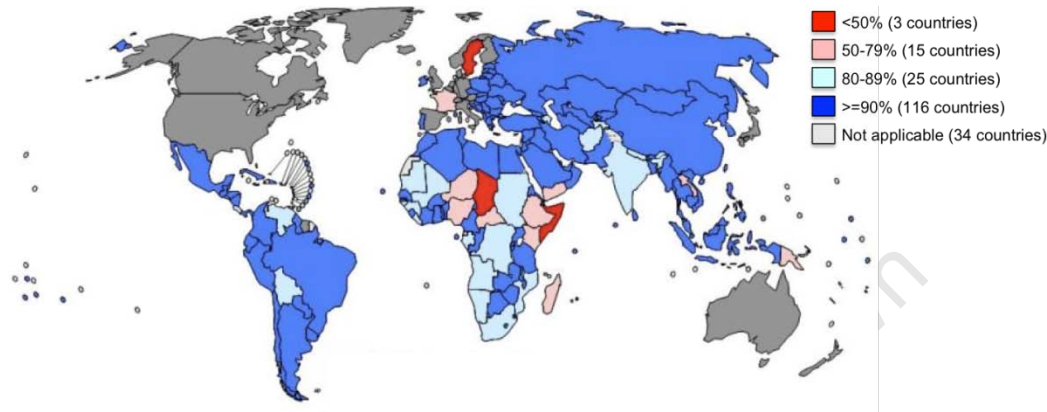 <50% (3 countries)
50-79% (15 countries)
80-89% (25 countries)
>=90% (116 countries)
Not applicable (34 countries)